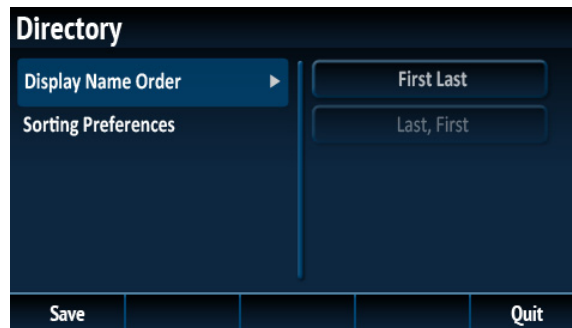 Directory
Display Name Order
First Last
Sorting Preferences
Last, First
Save
Quit